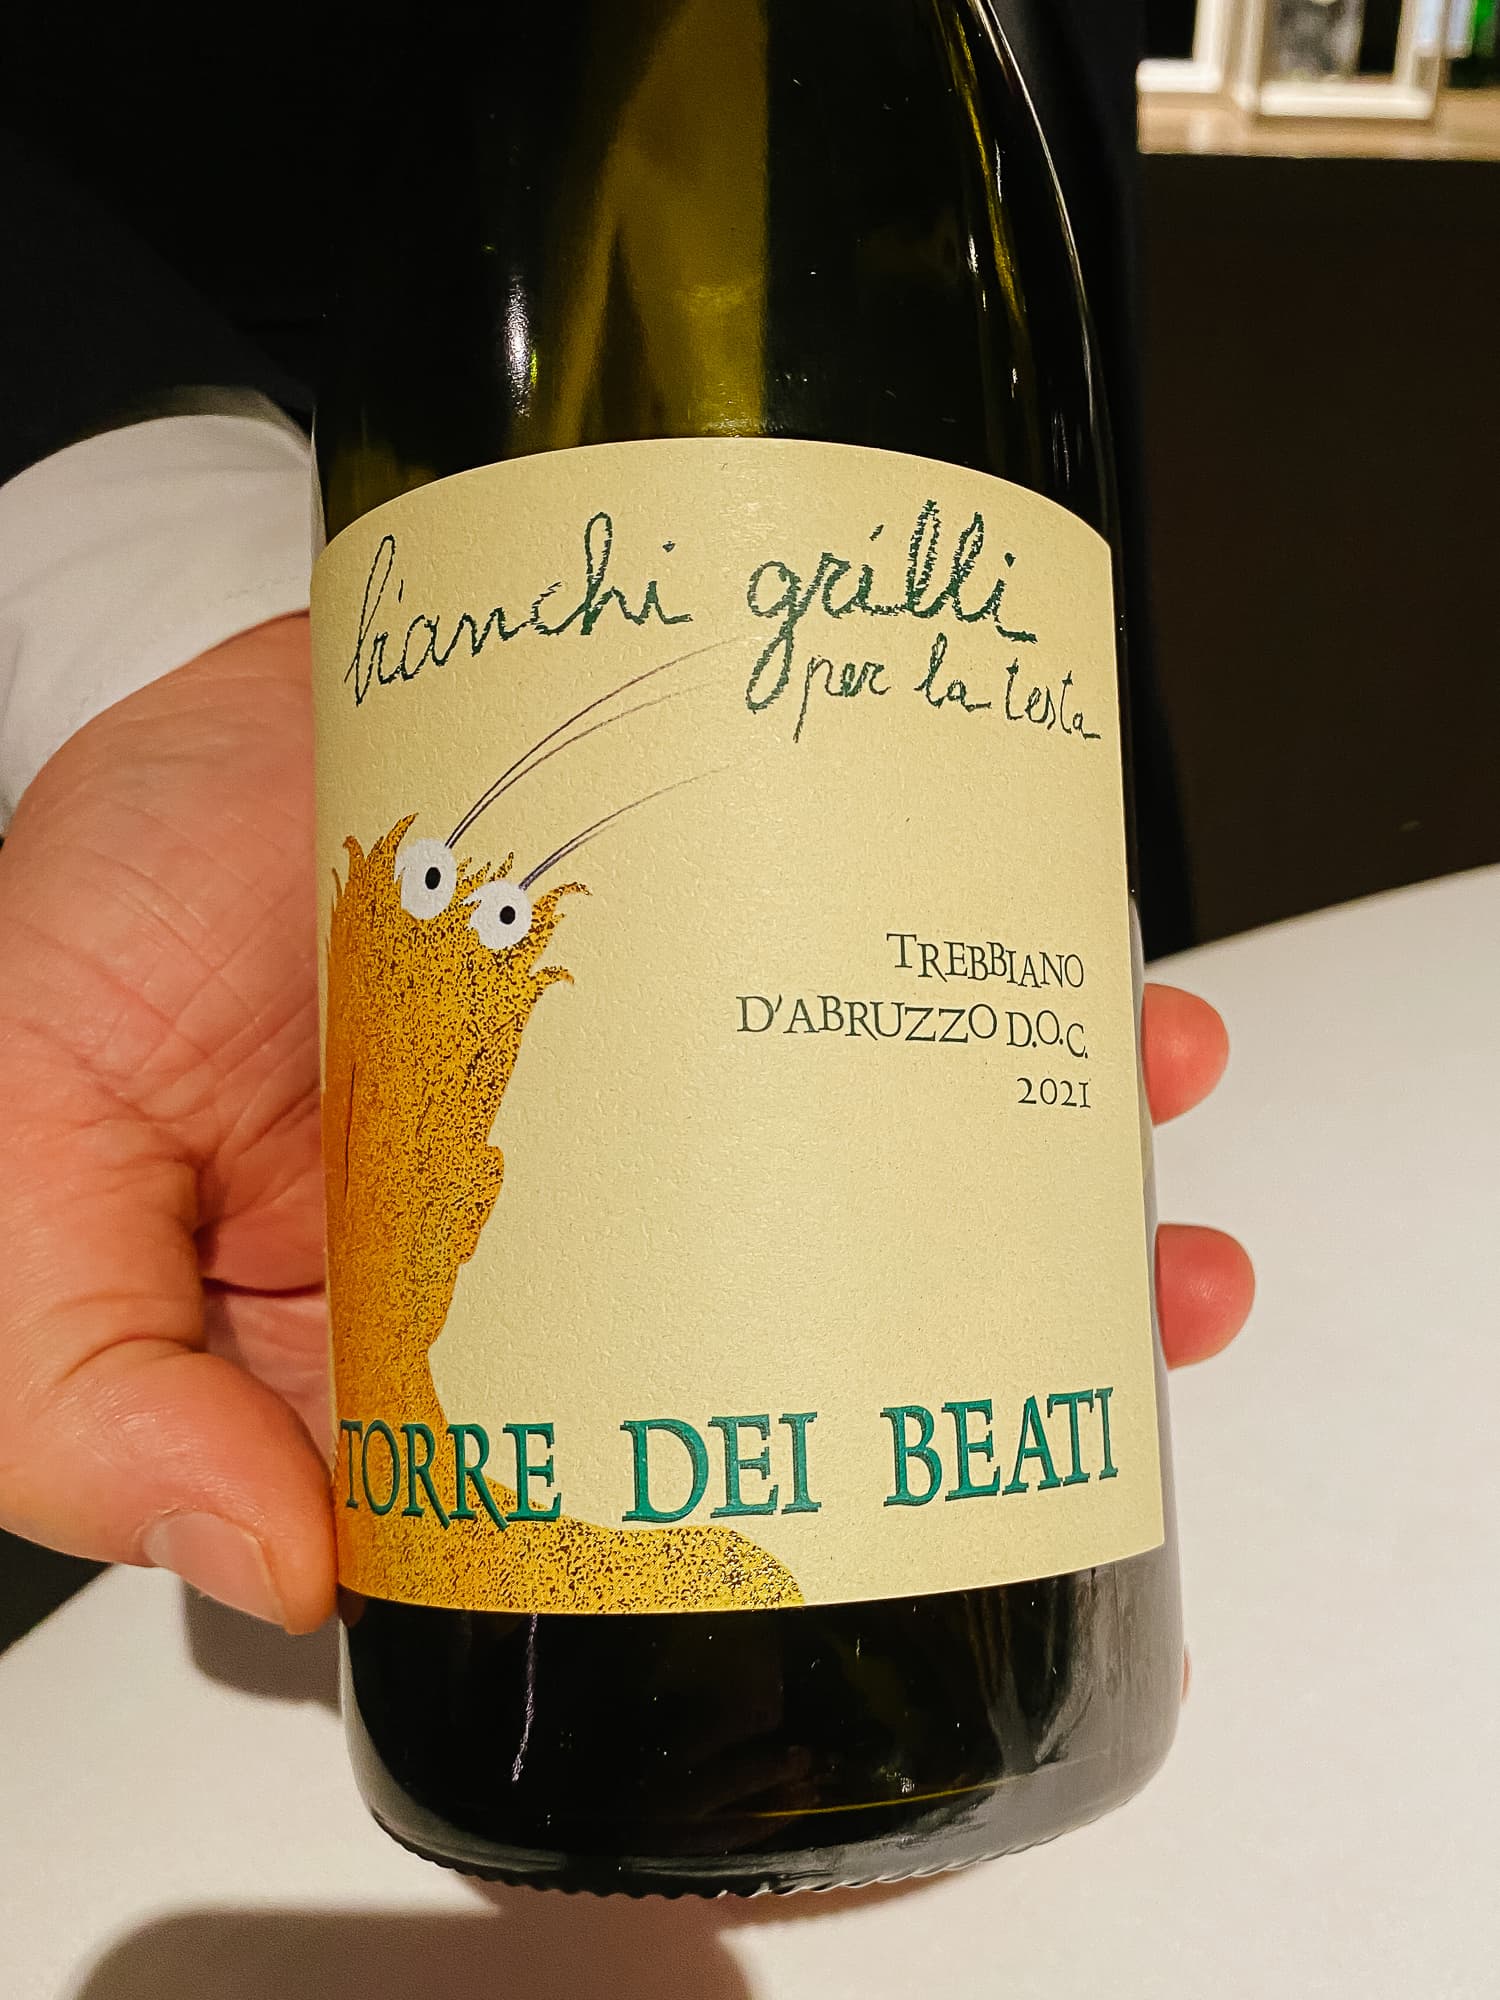 bianchi grilli
per la testa
TREBBIANO
D'ABRUZZO D.O.C.
2021
TORRE DEI BEATI